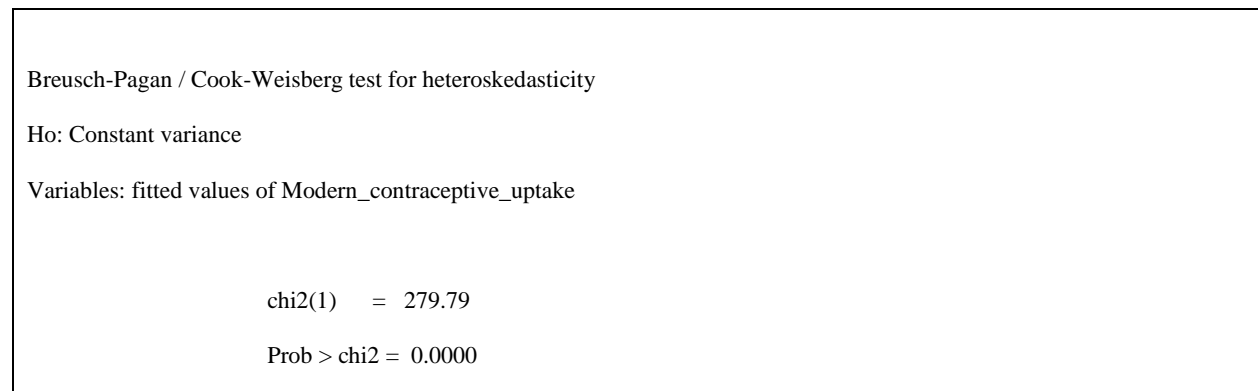 Breusch-Pagan / Cook-Weisberg test for heteroskedasticity
Ho: Constant variance
Variables: fitted values of Modern_contraceptive_uptake
chi2(1) = 279.79
Prob > chi2 = 0.0000